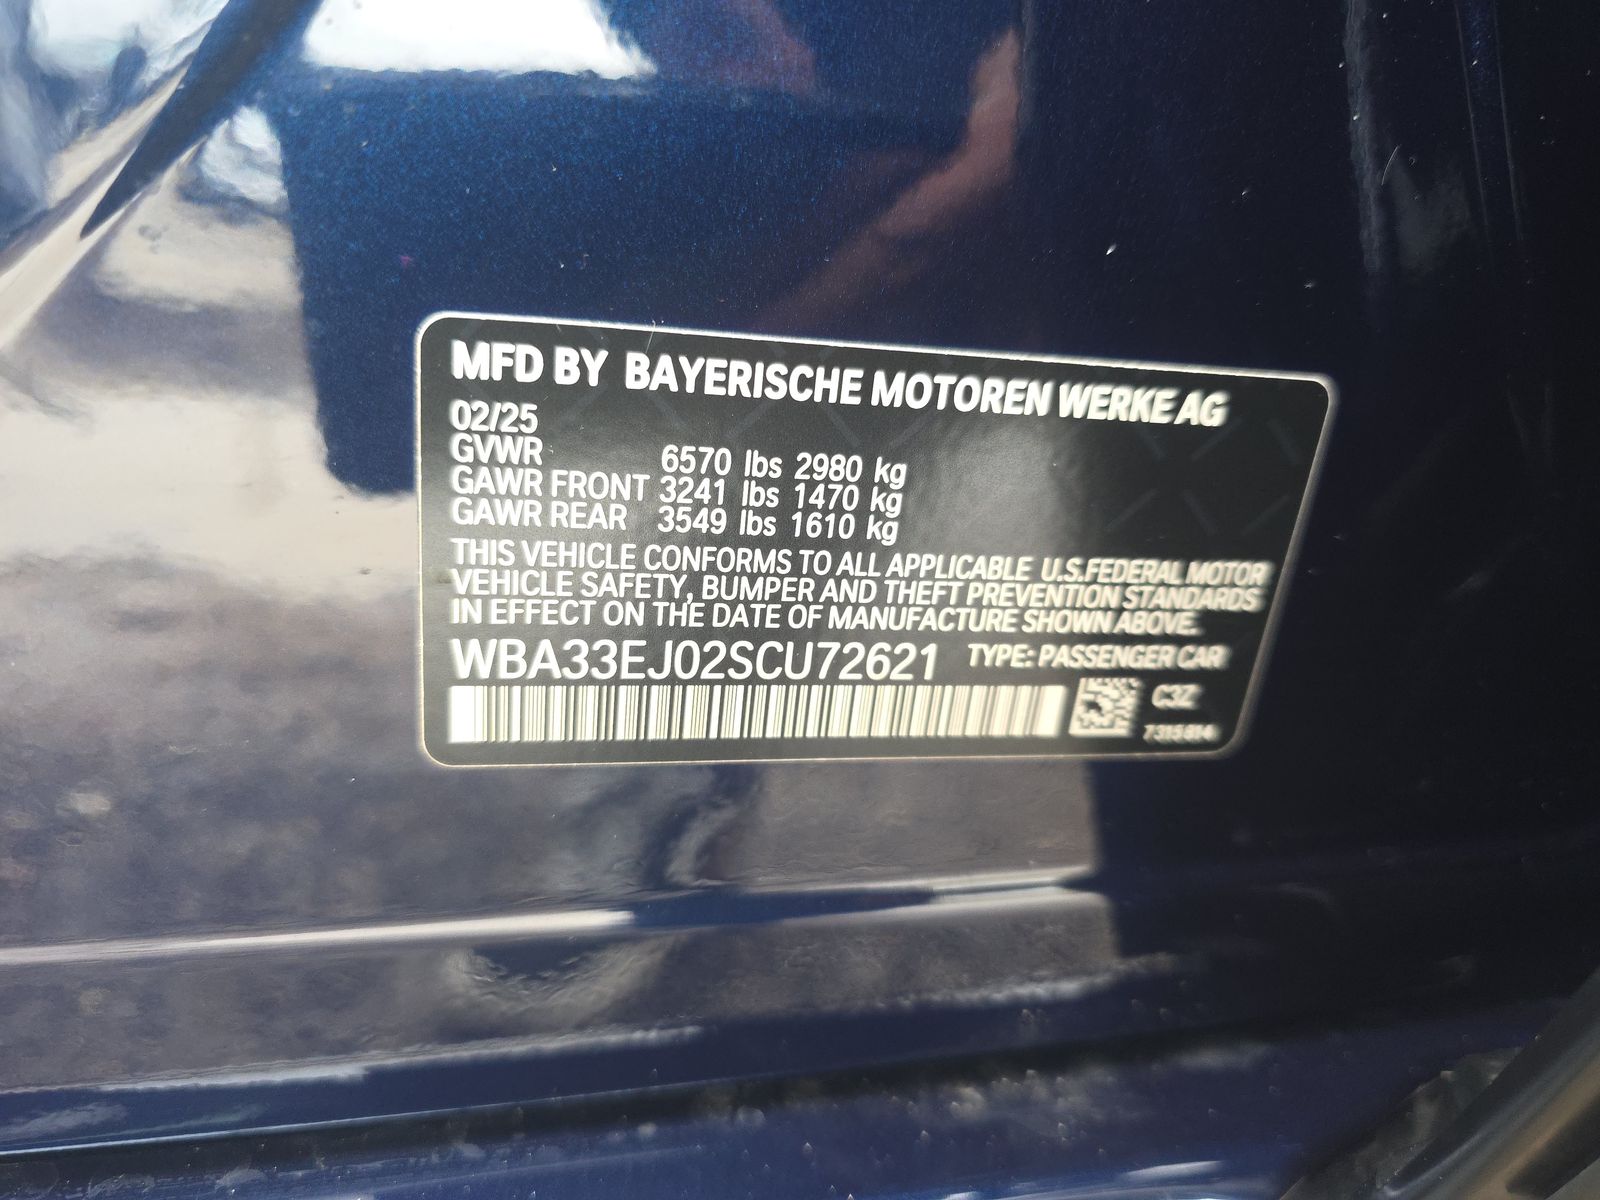 MFD BY BAYERISCHE MOTOREN WERKE AG
02/25
GVWR 6570 lbs 2980 kg
GAWR FRONT 3241 lbs 1470 kg
GAWR REAR 3549 lbs 1610 kg
THIS VEHICLE CONFORMS TO ALL APPLICABLE U.S.FEDERAL MOTOR
VEHICLE SAFETY, BUMPER AND THEFT PREVENTION STANDARDS
IN EFFECT ON THE DATE OF MANUFACTURE SHOWN ABOVE.
WBA33EJ02SCU72621 TYPE: PASSENGER CAR
C3Z
7315814